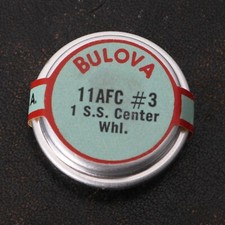 BULOVA
11AFC #3
1 S.S. Center
Whl.
A.